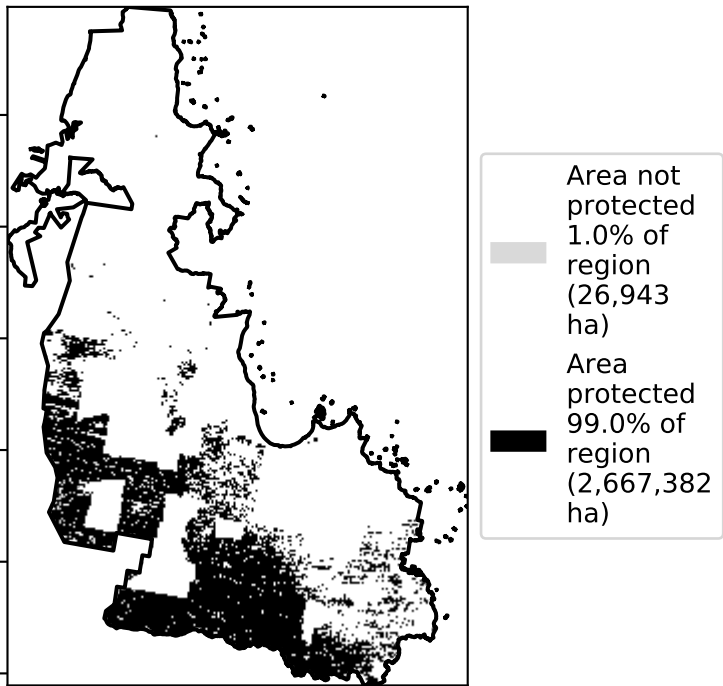 Area not
protected
1.0% of
region
(26,943
ha)
Area
protected
99.0% of
region
(2,667,382
ha)